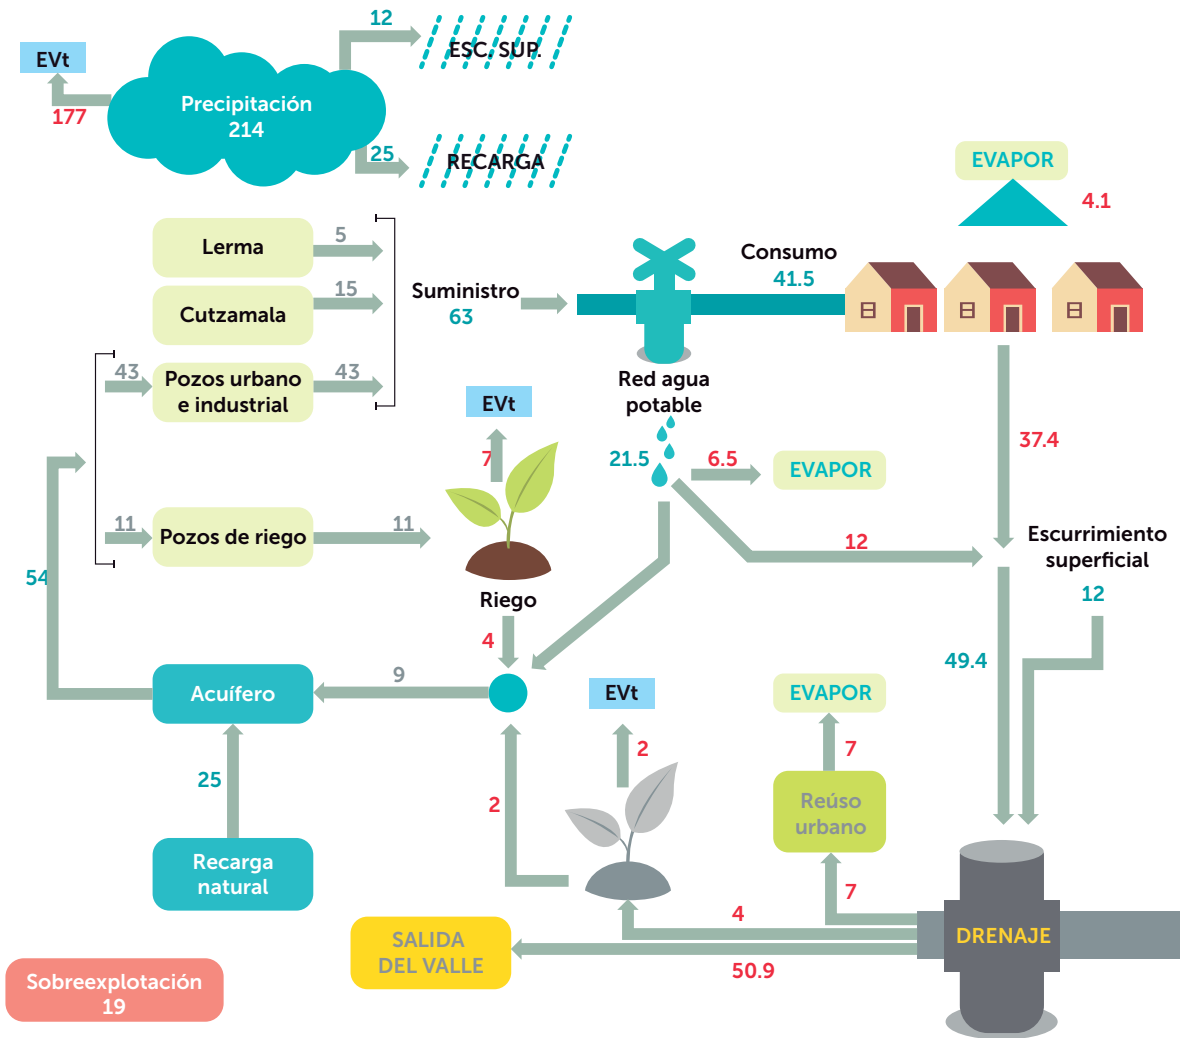 12
ESC. SUP.
EVt
177
Precipitación
214
25
RECARGA
EVAPOR
4.1
Lerma
5
Cutzamala
15
Suministro
63
Consumo
41.5
43
Pozos urbano
e industrial
43
Red agua
potable
EVt
7
21.5
6.5
EVAPOR
37.4
11
Pozos de riego
11
12
Escurrimiento
superficial
12
54
Riego
4
49.4
Acuífero
9
EVt
EVAPOR
2
7
25
2
Reúso
urbano
Recarga
natural
7
4
SALIDA
DEL VALLE
50.9
DRENAJE
Sobreexplotación
19